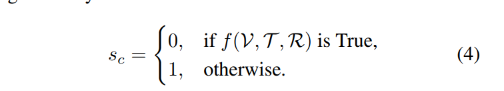 s_c = {0, if f(𝒱, 𝒯, ℛ) is True,
1, otherwise. (4)